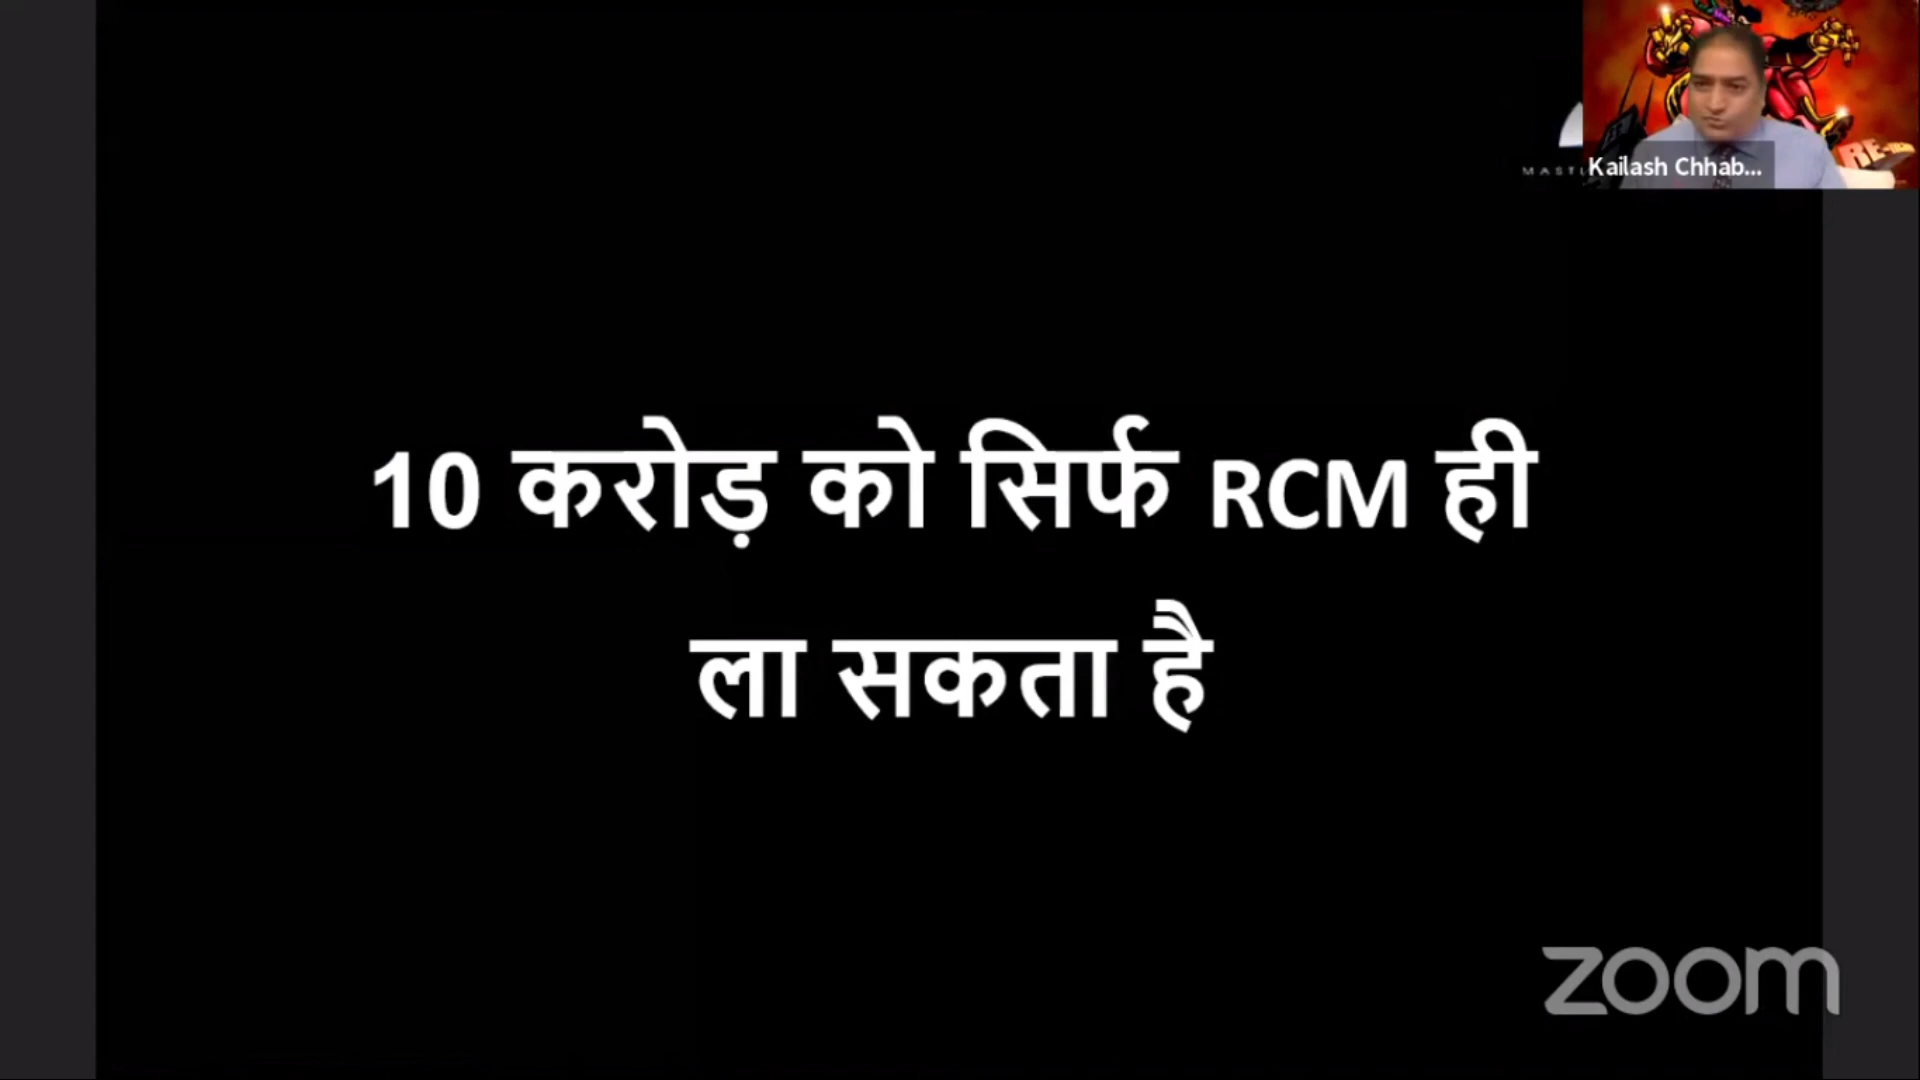 Kailash Chhab...
10 करोड़ को सिर्फ RCM ही
ला सकता है
zoom